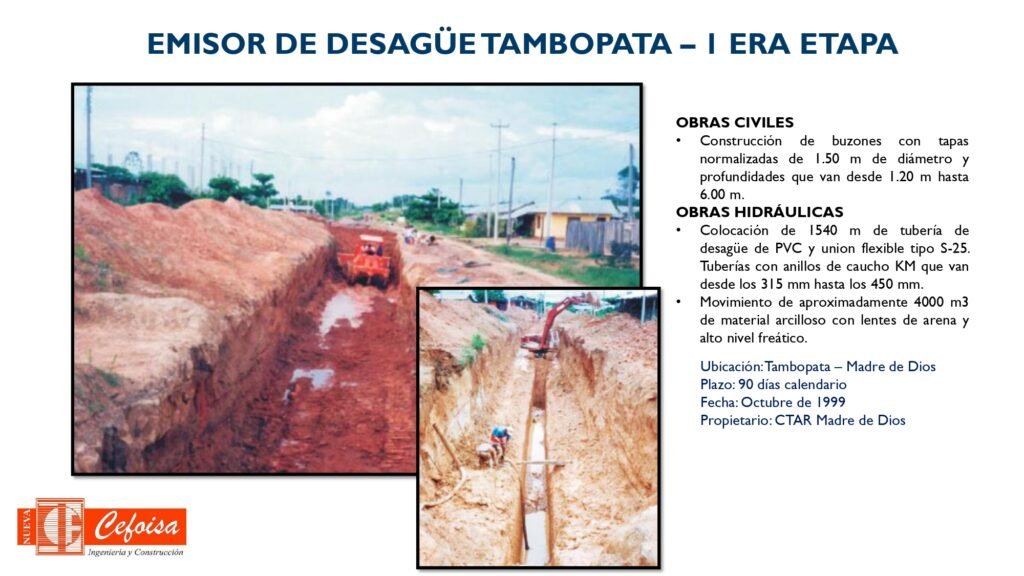 EMISOR DE DESAGÜE TAMBOPATA – 1 ERA ETAPA
OBRAS CIVILES
• Construcción de buzones con tapas
normalizadas de 1.50 m de diámetro y
profundidades que van desde 1.20 m hasta
6.00 m.
OBRAS HIDRÁULICAS
• Colocación de 1540 m de tubería de
desagüe de PVC y union flexible tipo S-25.
Tuberías con anillos de caucho KM que van
desde los 315 mm hasta los 450 mm.
• Movimiento de aproximadamente 4000 m3
de material arcilloso con lentes de arena y
alto nivel freático.
Ubicación: Tambopata – Madre de Dios
Plazo: 90 días calendario
Fecha: Octubre de 1999
Propietario: CTAR Madre de Dios
NUEVA
Cefoisa
Ingeniería y Construcción